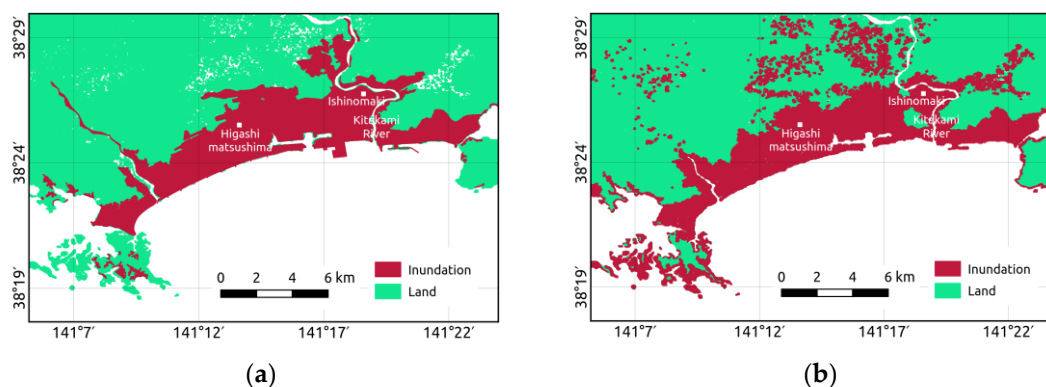 38°29′
38°24′
38°19′
Ishinomaki
Kitekami
River
Higashi
matsushima
0 2 4 6 km
Inundation
Land
141°7′ 141°12′ 141°17′ 141°22′
(a)
38°29′
38°24′
38°19′
Ishinomaki
Kitekami
River
Higashi
matsushima
0 2 4 6 km
Inundation
Land
141°7′ 141°12′ 141°17′ 141°22′
(b)